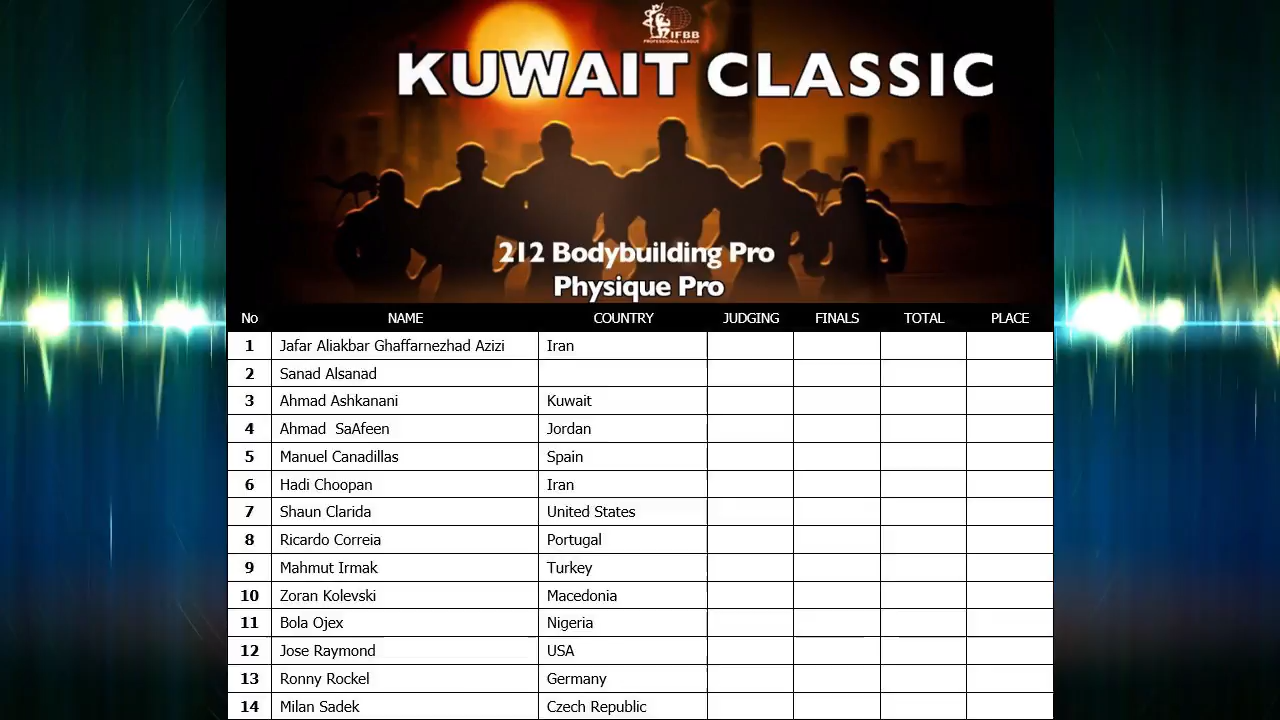 IFBB
PROFESSIONAL LEAGUE
KUWAIT CLASSIC
212 Bodybuilding Pro
Physique Pro
No NAME COUNTRY JUDGING FINALS TOTAL PLACE
1 Jafar Aliakbar Ghaffarnezhad Azizi Iran
2 Sanad Alsanad
3 Ahmad Ashkanani Kuwait
4 Ahmad SaAfeen Jordan
5 Manuel Canadillas Spain
6 Hadi Choopan Iran
7 Shaun Clarida United States
8 Ricardo Correia Portugal
9 Mahmut Irmak Turkey
10 Zoran Kolevski Macedonia
11 Bola Ojex Nigeria
12 Jose Raymond USA
13 Ronny Rockel Germany
14 Milan Sadek Czech Republic